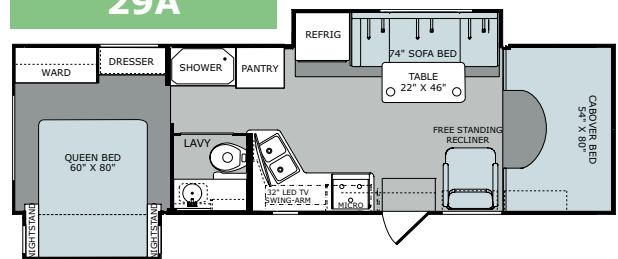 29A
REFRIG
74" SOFA BED
TABLE
22" X 46"
WARD
DRESSER
SHOWER
PANTRY
CABOVER BED
54" X 80"
FREE STANDING
RECLINER
LAVY
QUEEN BED
60" X 80"
32" LED TV
SWING-ARM
MICRO
NIGHTSTAND
NIGHTSTAND